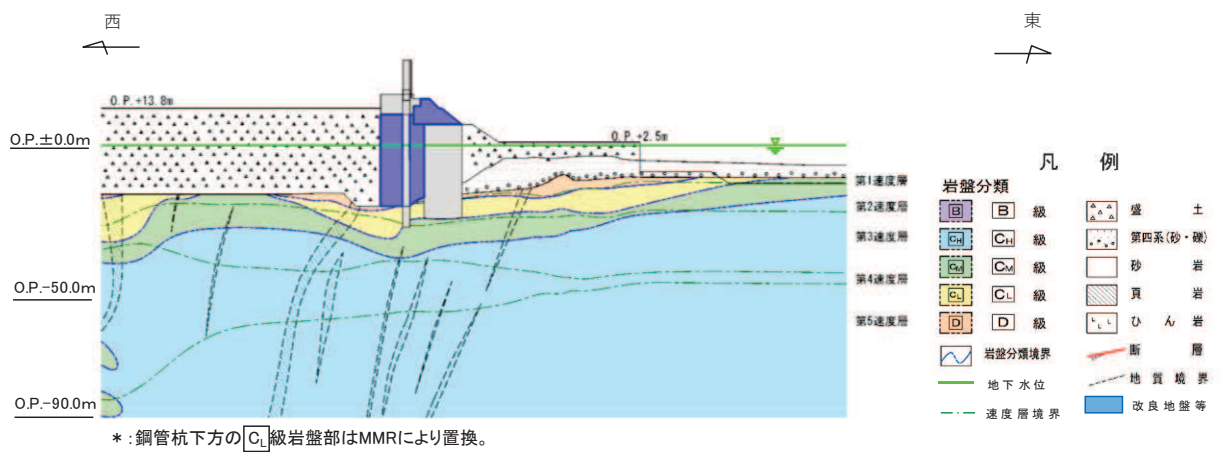 西
東
O.P.+13.8m
O.P.±0.0m
O.P.+2.5m
第1速度層
第2速度層
第3速度層
第4速度層
第5速度層
O.P.-50.0m
O.P.-90.0m
凡 例
岩盤分類
B B 級
CH CH 級
CM CM 級
CL CL 級
D D 級
岩盤分類境界
地下水位
速度層境界
盛 土
第四系(砂・礫)
砂 岩
頁 岩
ひ ん 岩
断 層
地 質 境 界
改良地盤等
*:鋼管杭下方のCL級岩盤部はMMRにより置換。